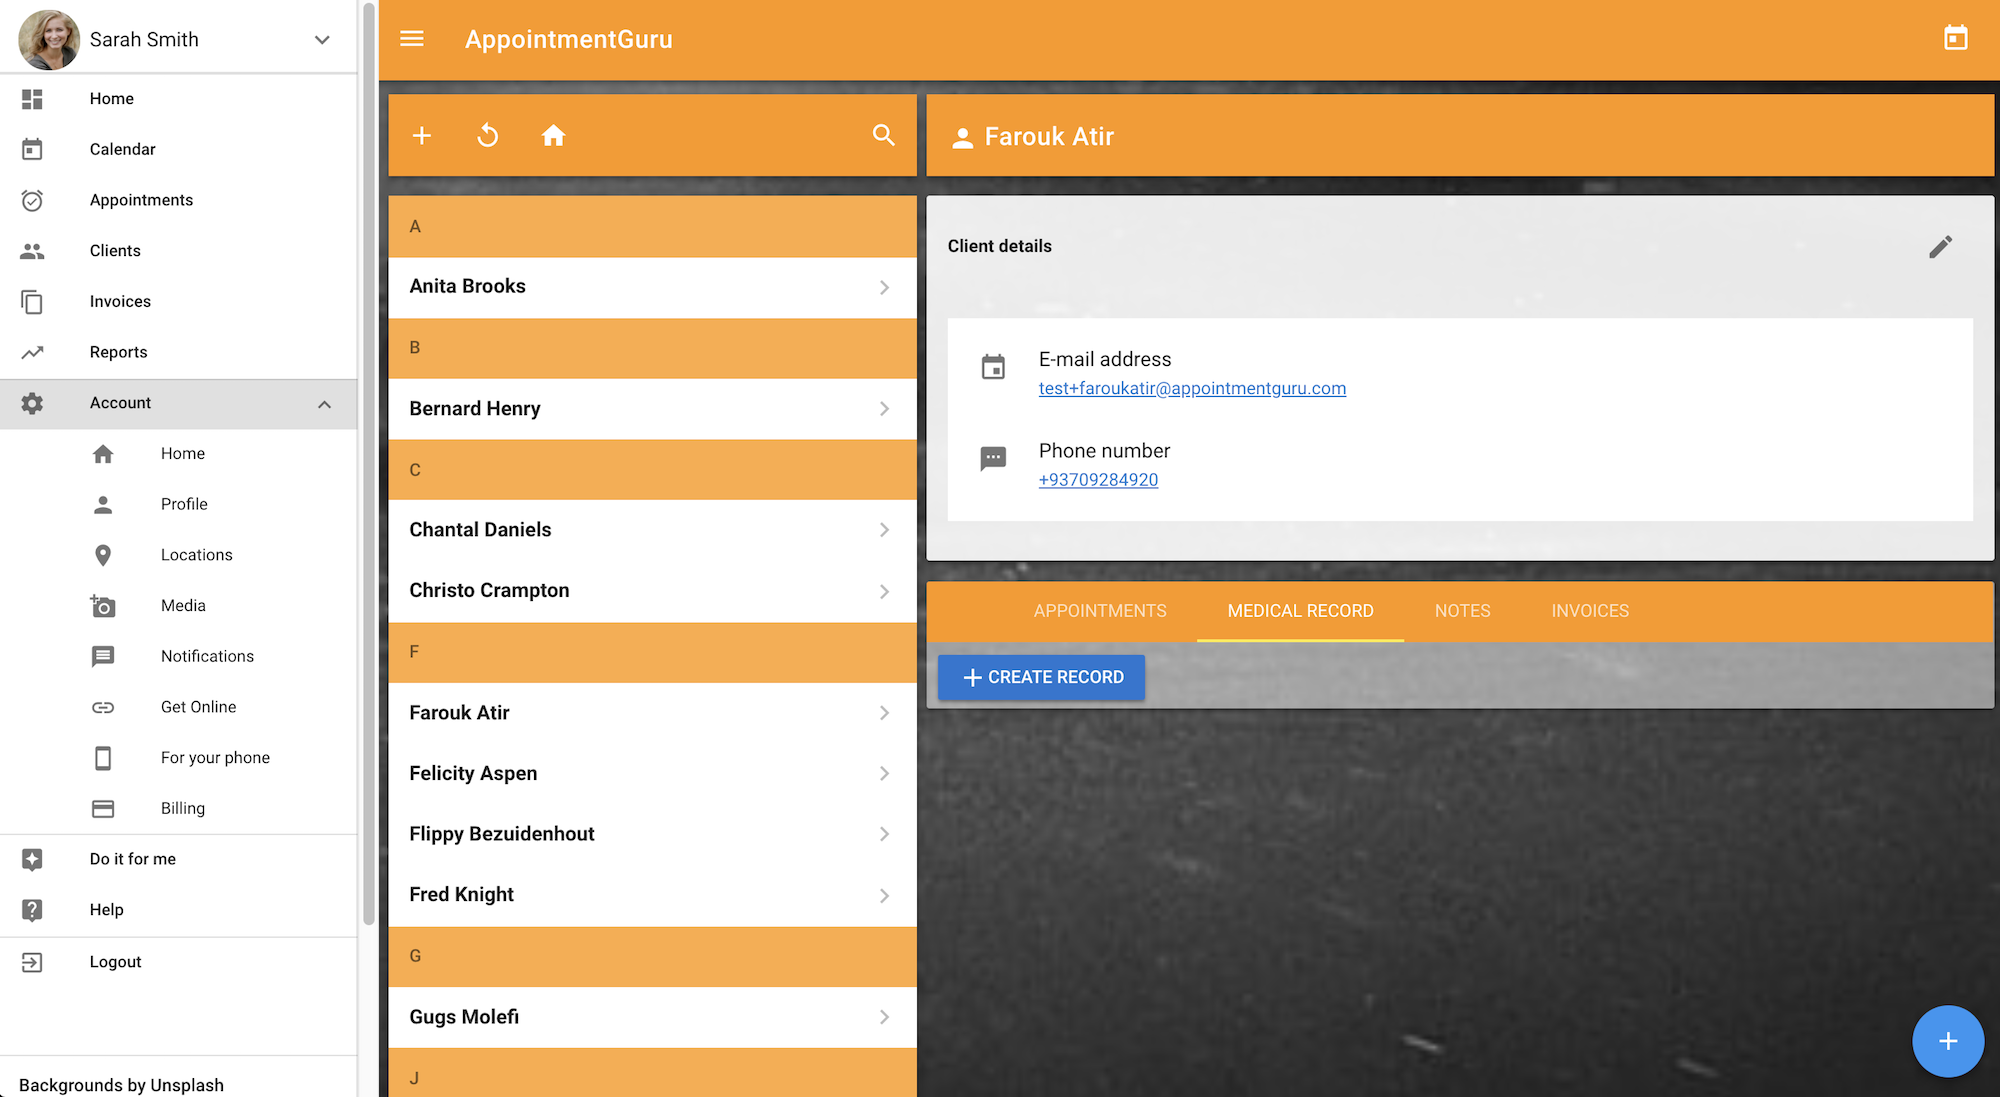 Sarah Smith
Home
Calendar
Appointments
Clients
Invoices
Reports
Account
Home
Profile
Locations
Media
Notifications
Get Online
For your phone
Billing
Do it for me
Help
Logout
Backgrounds by Unsplash
AppointmentGuru
A
Anita Brooks
B
Bernard Henry
C
Chantal Daniels
Christo Crampton
F
Farouk Atir
Felicity Aspen
Flippy Bezuidenhout
Fred Knight
G
Gugs Molefi
J
Farouk Atir
Client details
E-mail address
test+faroukatir@appointmentguru.com
Phone number
+93709284920
APPOINTMENTS MEDICAL RECORD NOTES INVOICES
CREATE RECORD